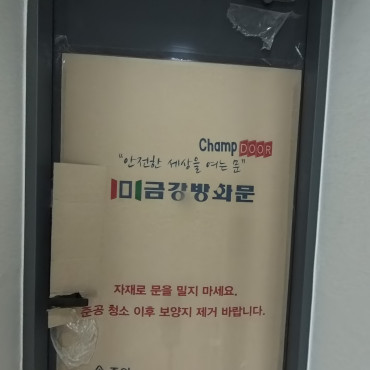 Champ DOOR
"안전한 세상을 여는 문"
금강방화문
자재로 문을 밀지 마세요.
준공 청소 이후 보양지 제거 바랍니다.